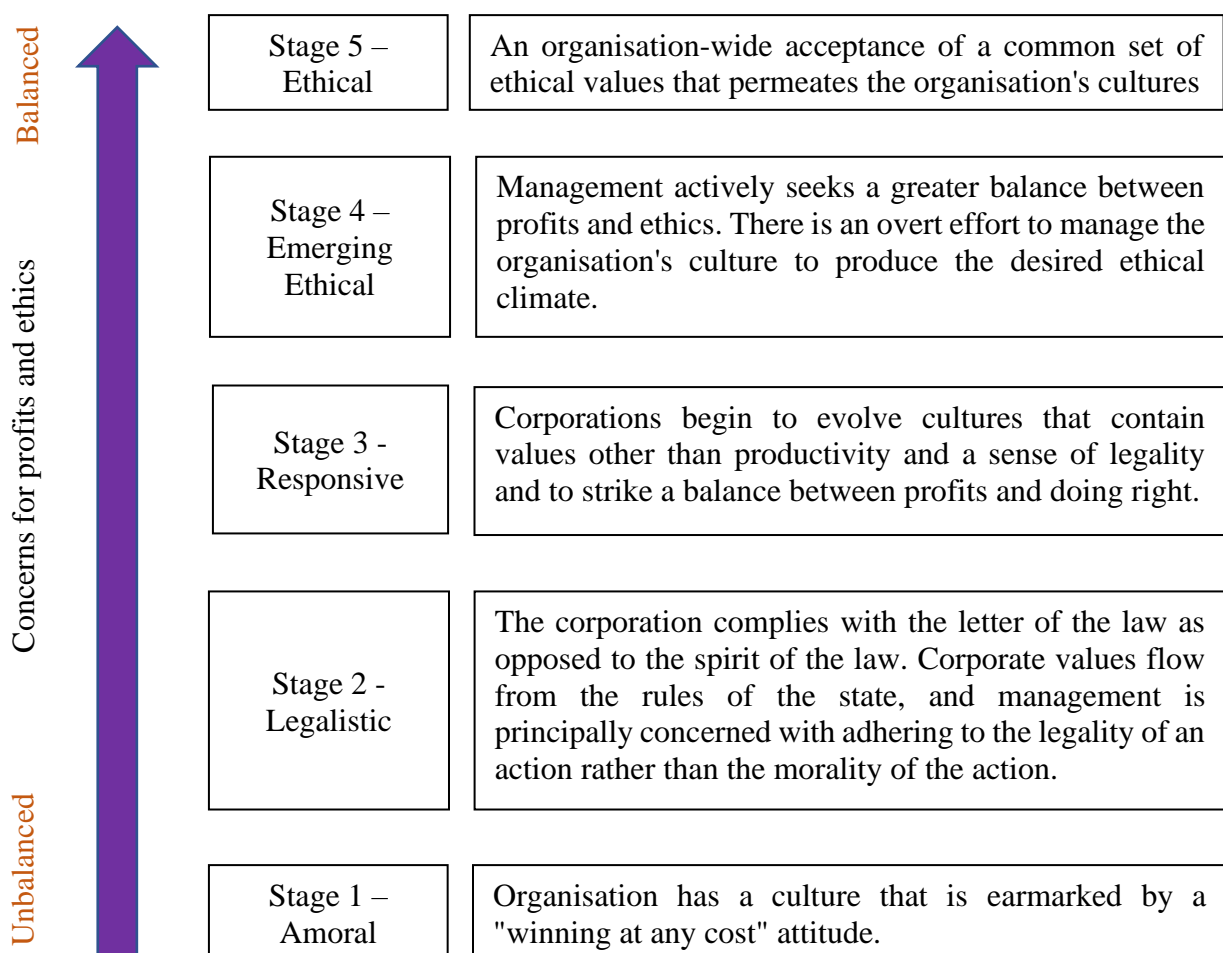 Balanced
Concerns for profits and ethics
Unbalanced
Stage 5 –
Ethical
An organisation-wide acceptance of a common set of
ethical values that permeates the organisation's cultures
Stage 4 –
Emerging
Ethical
Management actively seeks a greater balance between
profits and ethics. There is an overt effort to manage the
organisation's culture to produce the desired ethical
climate.
Stage 3 -
Responsive
Corporations begin to evolve cultures that contain
values other than productivity and a sense of legality
and to strike a balance between profits and doing right.
Stage 2 -
Legalistic
The corporation complies with the letter of the law as
opposed to the spirit of the law. Corporate values flow
from the rules of the state, and management is
principally concerned with adhering to the legality of an
action rather than the morality of the action.
Stage 1 –
Amoral
Organisation has a culture that is earmarked by a
"winning at any cost" attitude.